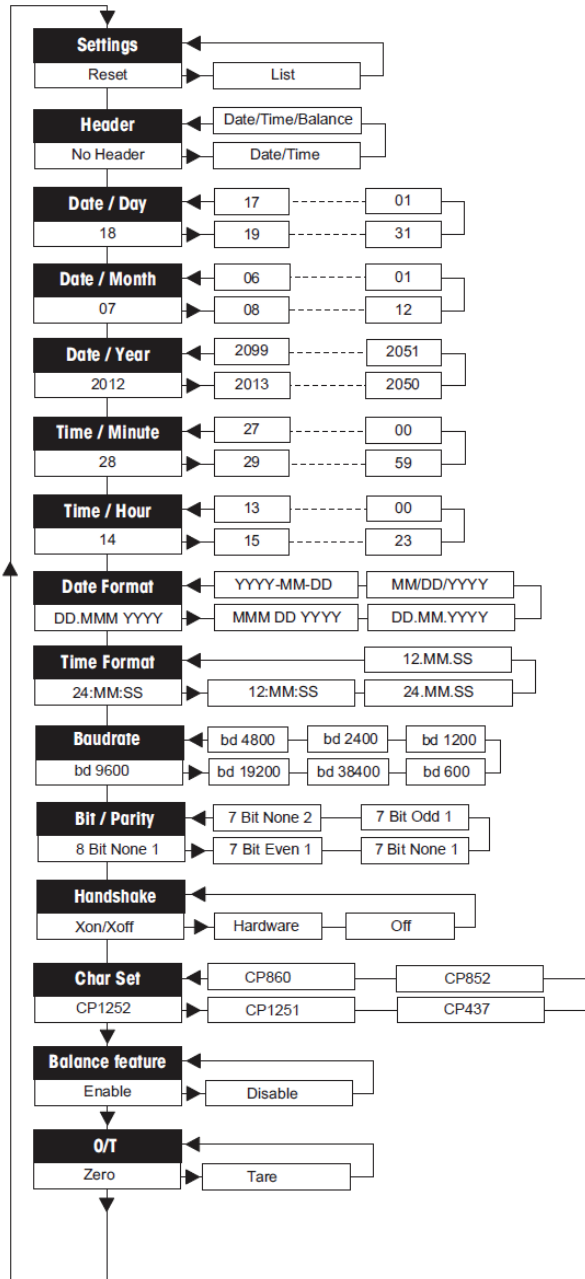 Settings
Reset
List
Header
Date/Time/Balance
No Header
Date/Time
Date / Day
17
01
18
19
31
Date / Month
06
01
07
08
12
Date / Year
2099
2051
2012
2013
2050
Time / Minute
27
00
28
29
59
Time / Hour
13
00
14
15
23
Date Format
YYYY-MM-DD
MM/DD/YYYY
DD.MMM YYYY
MMM DD YYYY
DD.MM.YYYY
Time Format
12.MM.SS
24:MM:SS
12:MM:SS
24.MM.SS
Baudrate
bd 4800
bd 2400
bd 1200
bd 9600
bd 19200
bd 38400
bd 600
Bit / Parity
7 Bit None 2
7 Bit Odd 1
8 Bit None 1
7 Bit Even 1
7 Bit None 1
Handshake
Xon/Xoff
Hardware
Off
Char Set
CP860
CP852
CP1252
CP1251
CP437
Balance feature
Enable
Disable
O/T
Zero
Tare